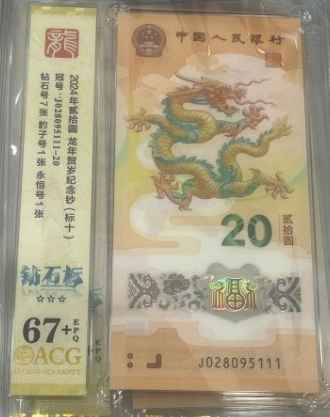 龍
2024年贰拾圆 龙年贺岁纪念钞(标十)
冠号:J028095111-20
钻石号7张 豹子号1张 永恒号1张
钻石标
☆☆☆
67+EPQ
ACG
中国人民银行
20
贰拾圆
J028095111